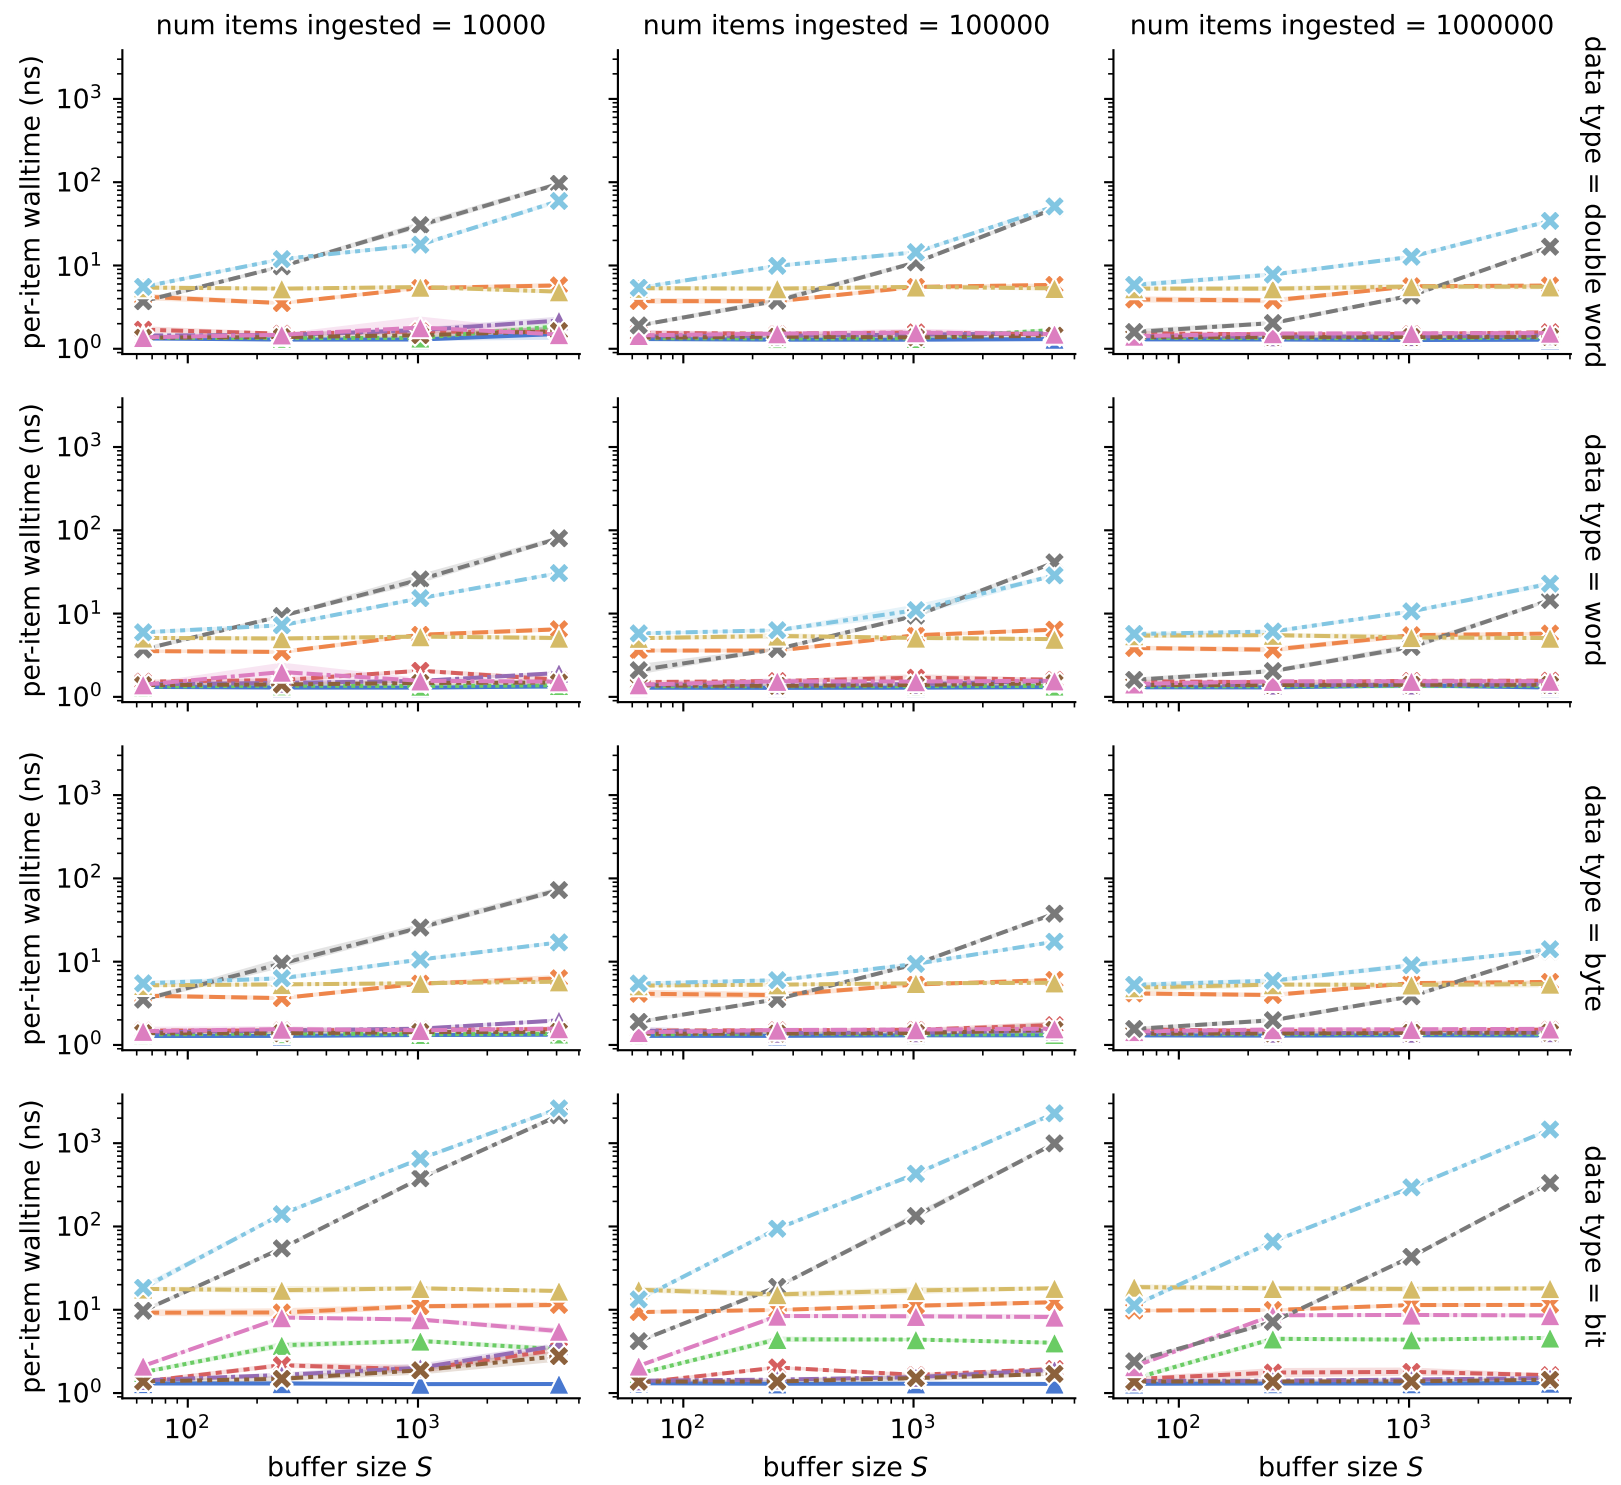 num items ingested = 10000
num items ingested = 100000
num items ingested = 1000000
per-item walltime (ns)
10³
10²
10¹
10⁰
data type = double word
per-item walltime (ns)
10³
10²
10¹
10⁰
data type = word
per-item walltime (ns)
10³
10²
10¹
10⁰
data type = byte
per-item walltime (ns)
10³
10²
10¹
10⁰
data type = bit
10² 10³
10² 10³
10² 10³
buffer size S
buffer size S
buffer size S